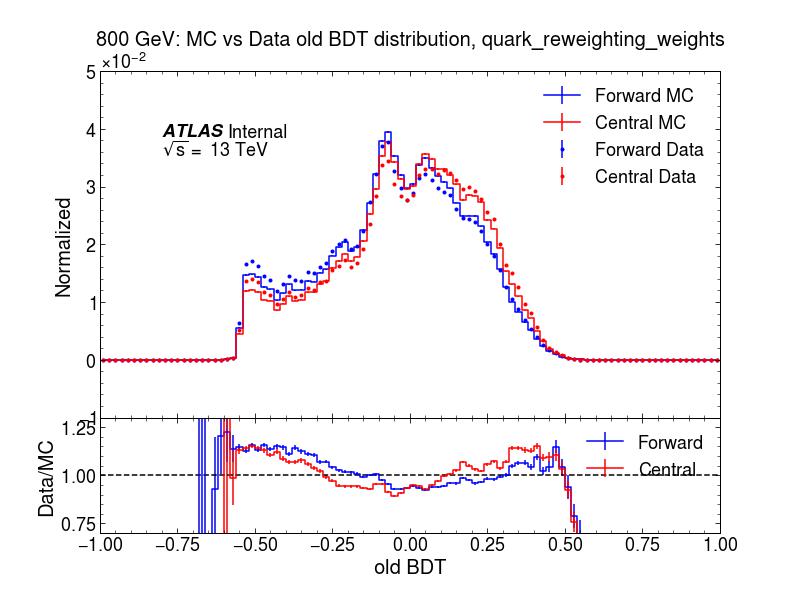 800 GeV: MC vs Data old BDT distribution, quark_reweighting_weights
×10⁻²
5
4
3
2
1
0
−1
Normalized
ATLAS Internal
√s = 13 TeV
Forward MC
Central MC
Forward Data
Central Data
1.25
1.00
0.75
Data/MC
Forward
Central
−1.00 −0.75 −0.50 −0.25 0.00 0.25 0.50 0.75 1.00
old BDT